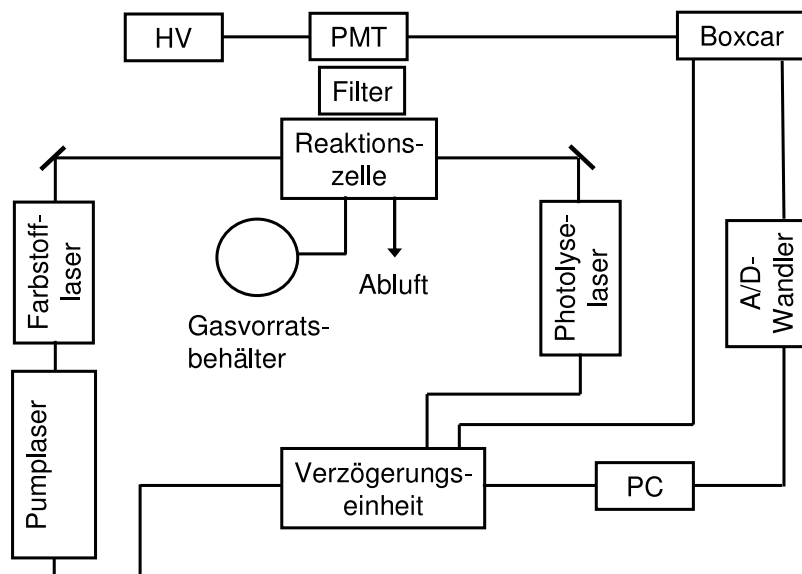 HV
PMT
Boxcar
Filter
Reaktions-
zelle
Farbstoff-
laser
Gasvorrats-
behälter
Abluft
Photolyse-
laser
A/D-
Wandler
Pumplaser
Verzögerungs-
einheit
PC